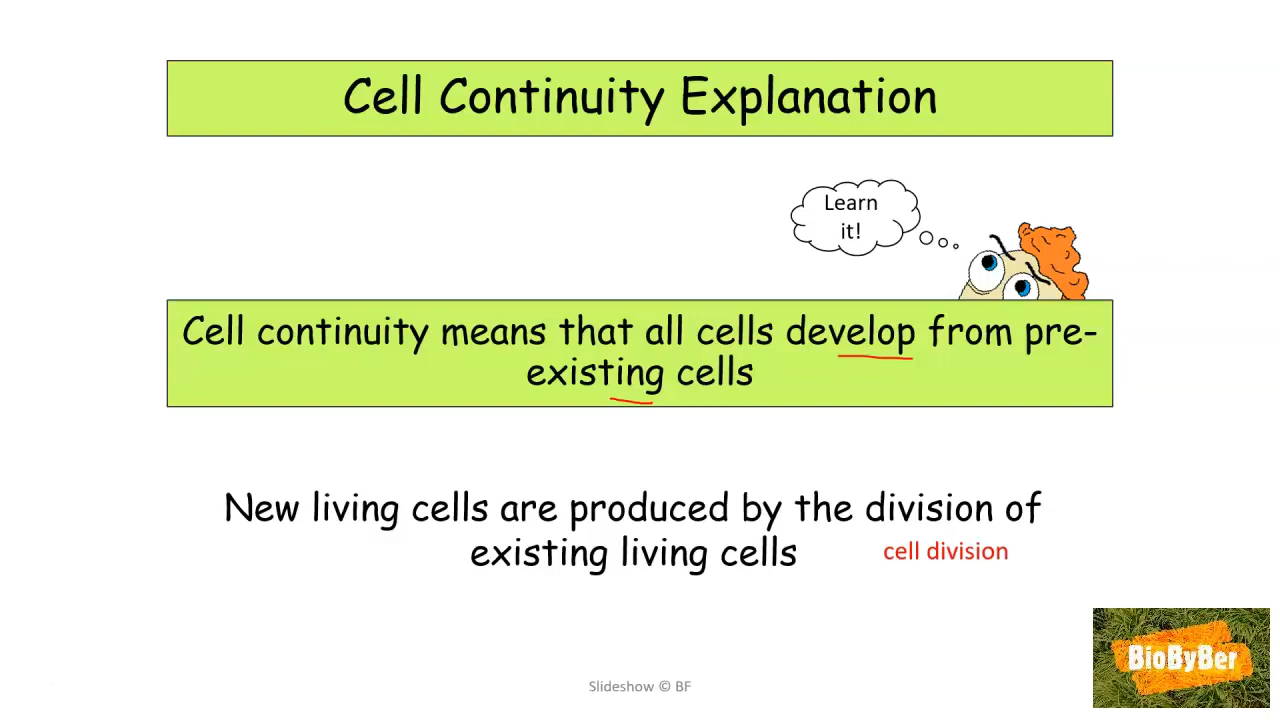 Cell Continuity Explanation
Learn
it!
Cell continuity means that all cells develop from pre-
existing cells
New living cells are produced by the division of
existing living cells
cell division
BioByBer
Slideshow © BF